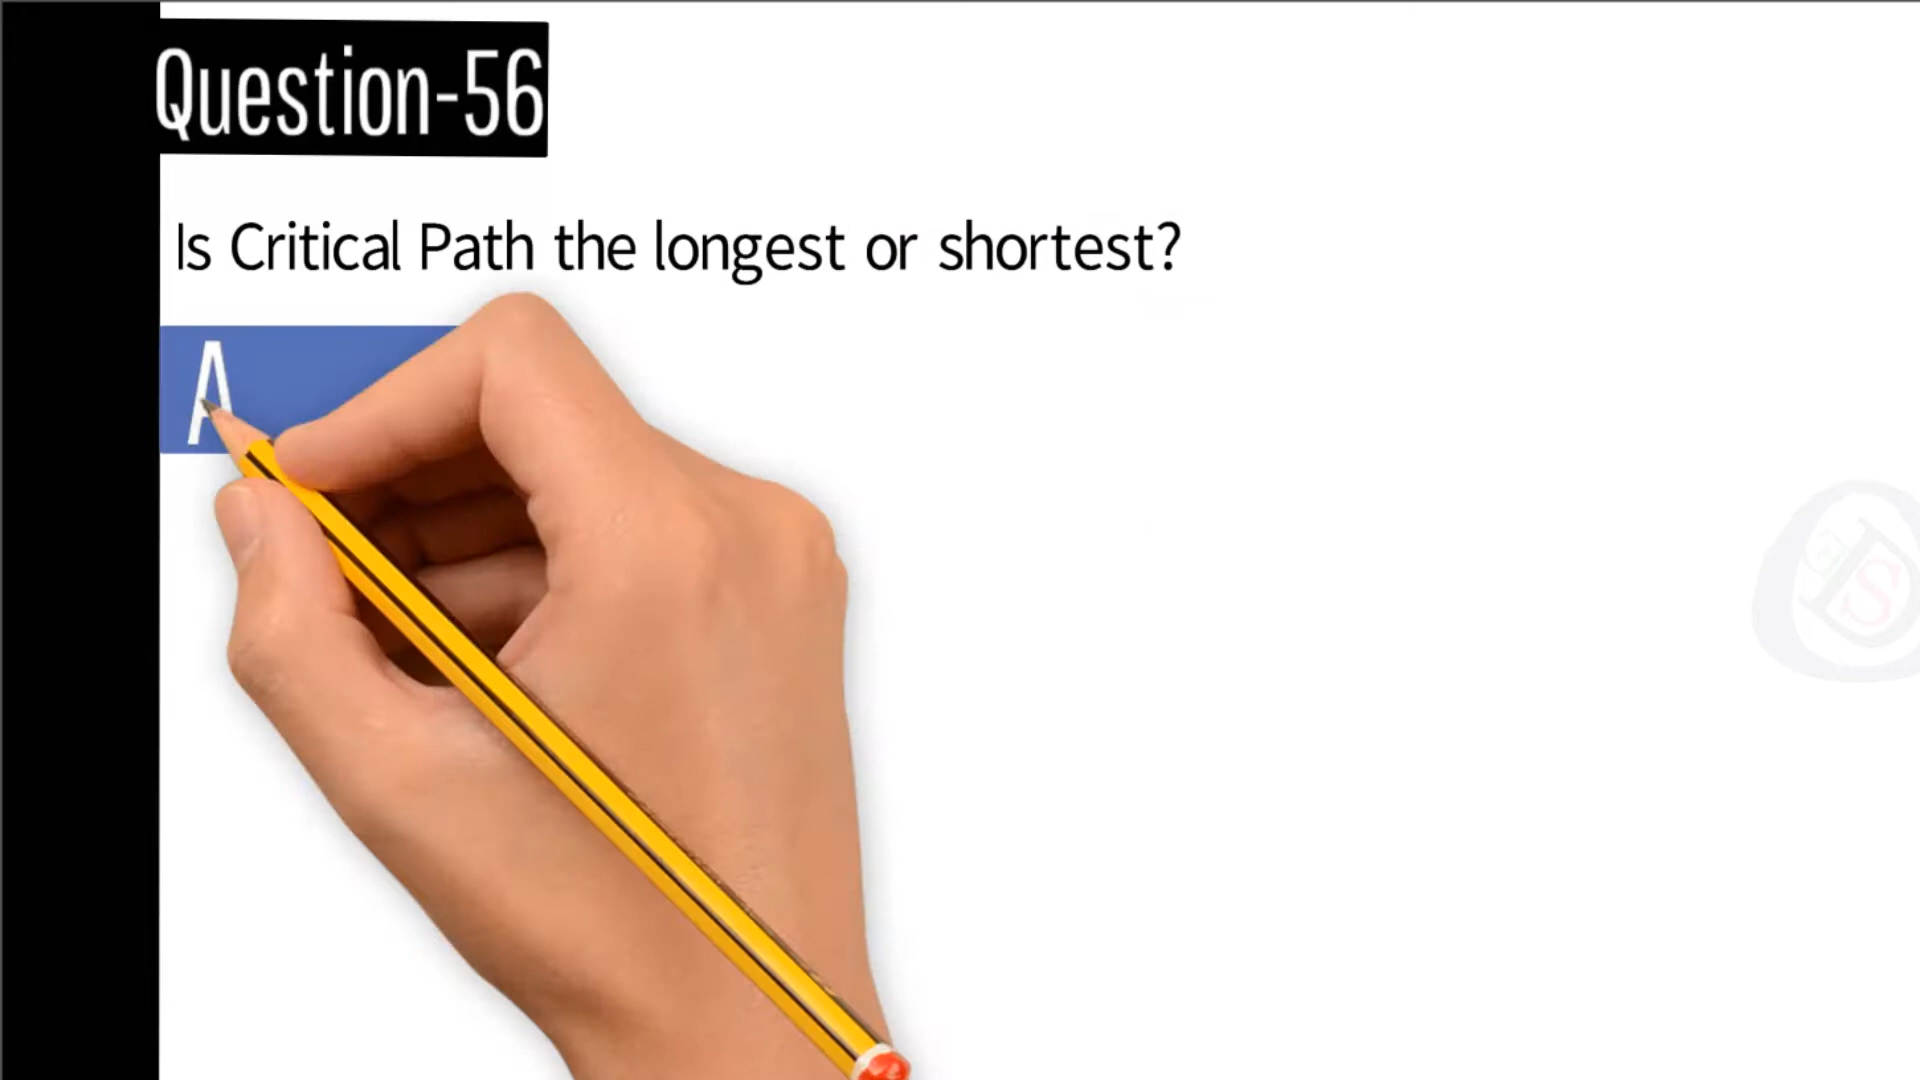 Question-56
Is Critical Path the longest or shortest?
A